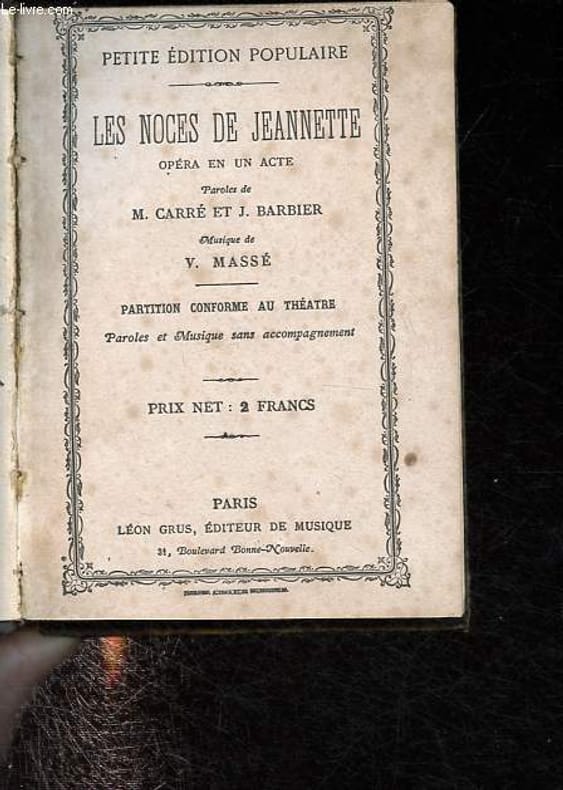 Le-livre.com
PETITE ÉDITION POPULAIRE
LES NOCES DE JEANNETTE
OPÉRA EN UN ACTE
Paroles de
M. CARRÉ ET J. BARBIER
Musique de
V. MASSÉ
PARTITION CONFORME AU THÉATRE
Paroles et Musique sans accompagnement
PRIX NET : 2 FRANCS
PARIS
LÉON GRUS, ÉDITEUR DE MUSIQUE
31, Boulevard Bonne-Nouvelle.